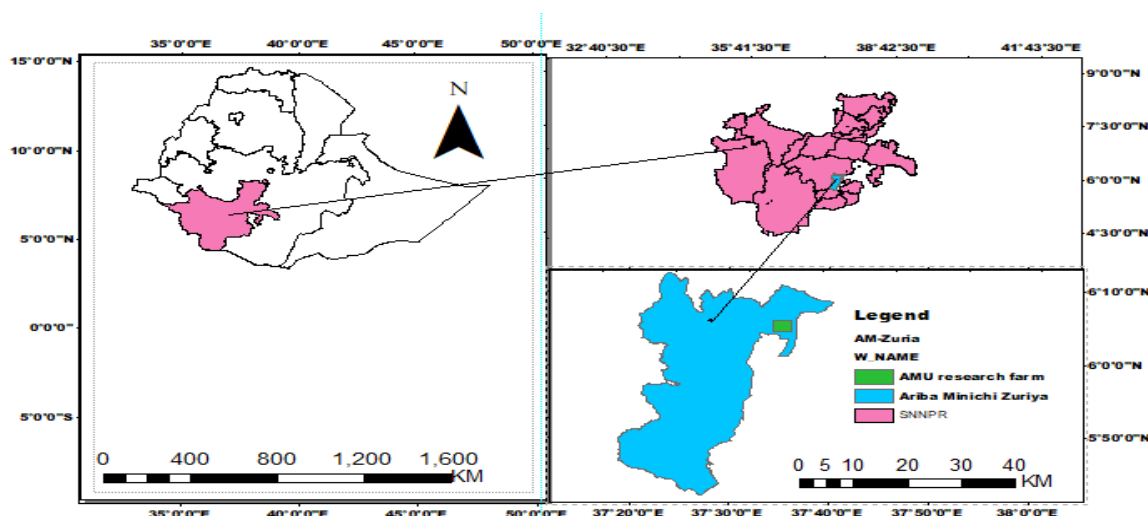 35°0'0"E 40°0'0"E 45°0'0"E 50°0'0"E
32°40'30"E 35°41'30"E 38°42'30"E 41°43'30"E
15°0'0"N
10°0'0"N
5°0'0"N
0°0'0"
5°0'0"S
N
0 400 800 1,200 1,600
KM
35°0'0"E 40°0'0"E 45°0'0"E 50°0'0"E
9°0'0"N
7°30'0"N
6°0'0"N
4°30'0"N
6°10'0"N
6°0'0"N
5°50'0"N
Legend
AM-Zuria
W_NAME
AMU research farm
Ariba Minichi Zuriya
SNNPR
0 5 10 20 30 40
KM
37°20'0"E 37°30'0"E 37°40'0"E 37°50'0"E 38°0'0"E